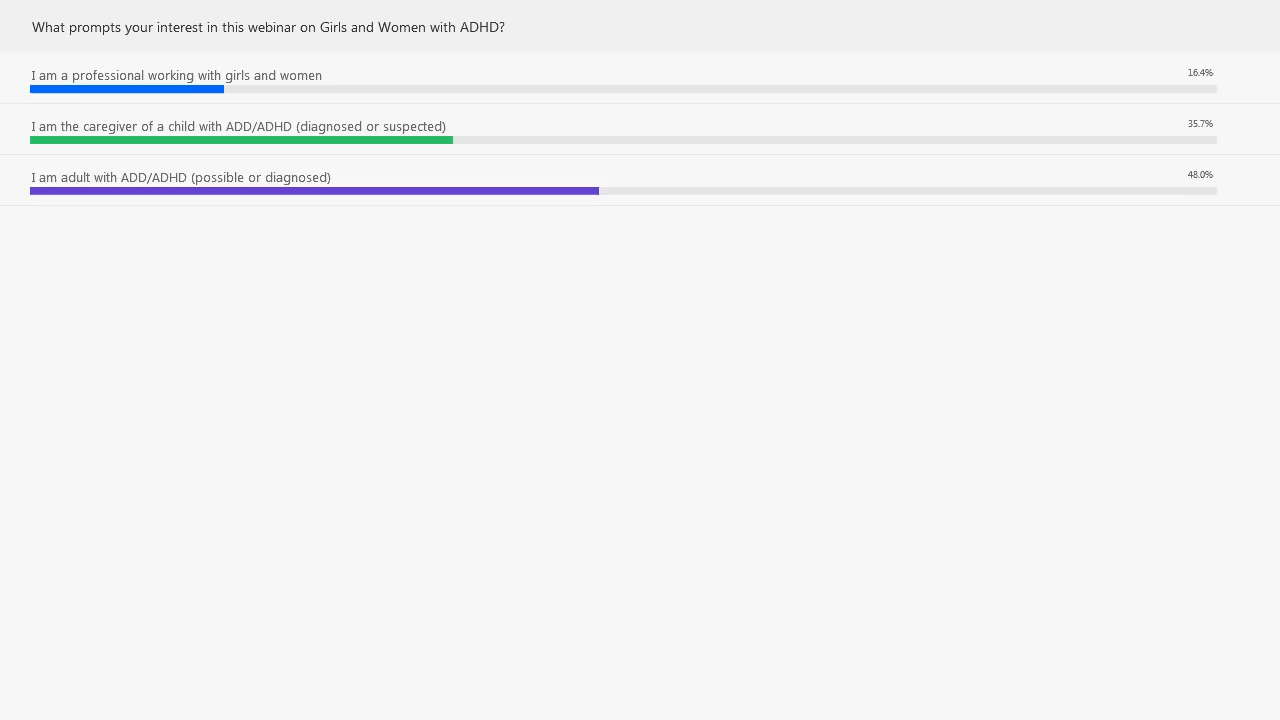 What prompts your interest in this webinar on Girls and Women with ADHD?
I am a professional working with girls and women
16.4%
I am the caregiver of a child with ADD/ADHD (diagnosed or suspected)
35.7%
I am adult with ADD/ADHD (possible or diagnosed)
48.0%